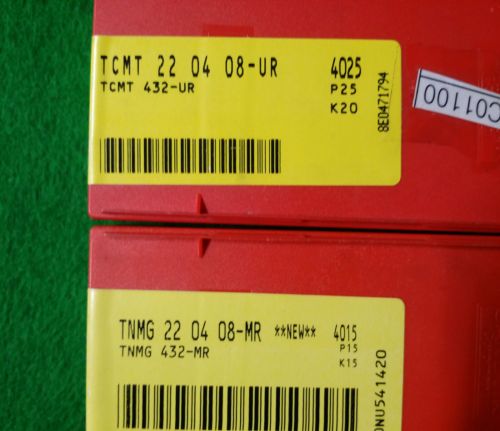 TCMT 22 04 08-UR 4025
TCMT 432-UR P25
K20
8E0471794
C01100
TNMG 22 04 08-MR **NEW** 4015
TNMG 432-MR P15
K15
NU541420